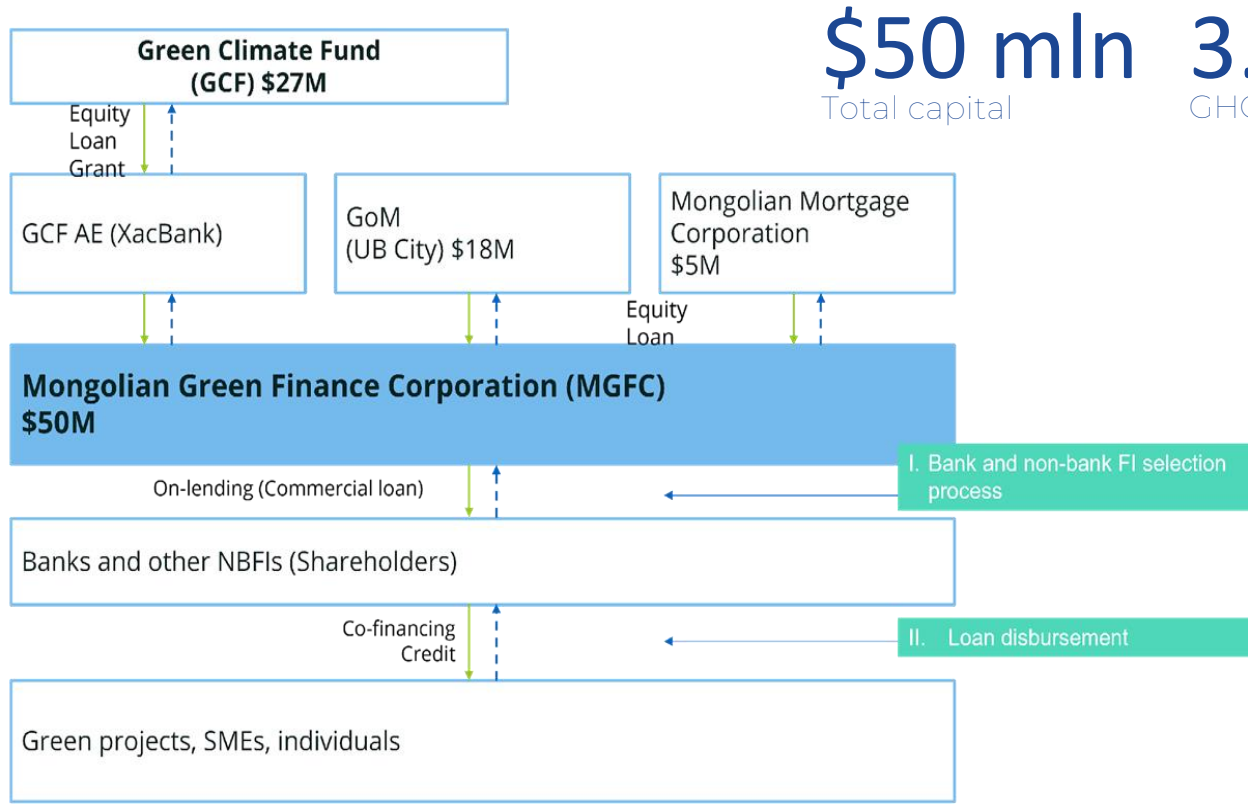 $50 mln 3.
Total capital GHG
Green Climate Fund
(GCF) $27M
Equity
Loan
Grant
GCF AE (XacBank)
GoM
(UB City) $18M
Mongolian Mortgage
Corporation
$5M
Equity
Loan
Mongolian Green Finance Corporation (MGFC)
$50M
I. Bank and non-bank FI selection
process
On-lending (Commercial loan)
Banks and other NBFIs (Shareholders)
Co-financing
Credit
II. Loan disbursement
Green projects, SMEs, individuals